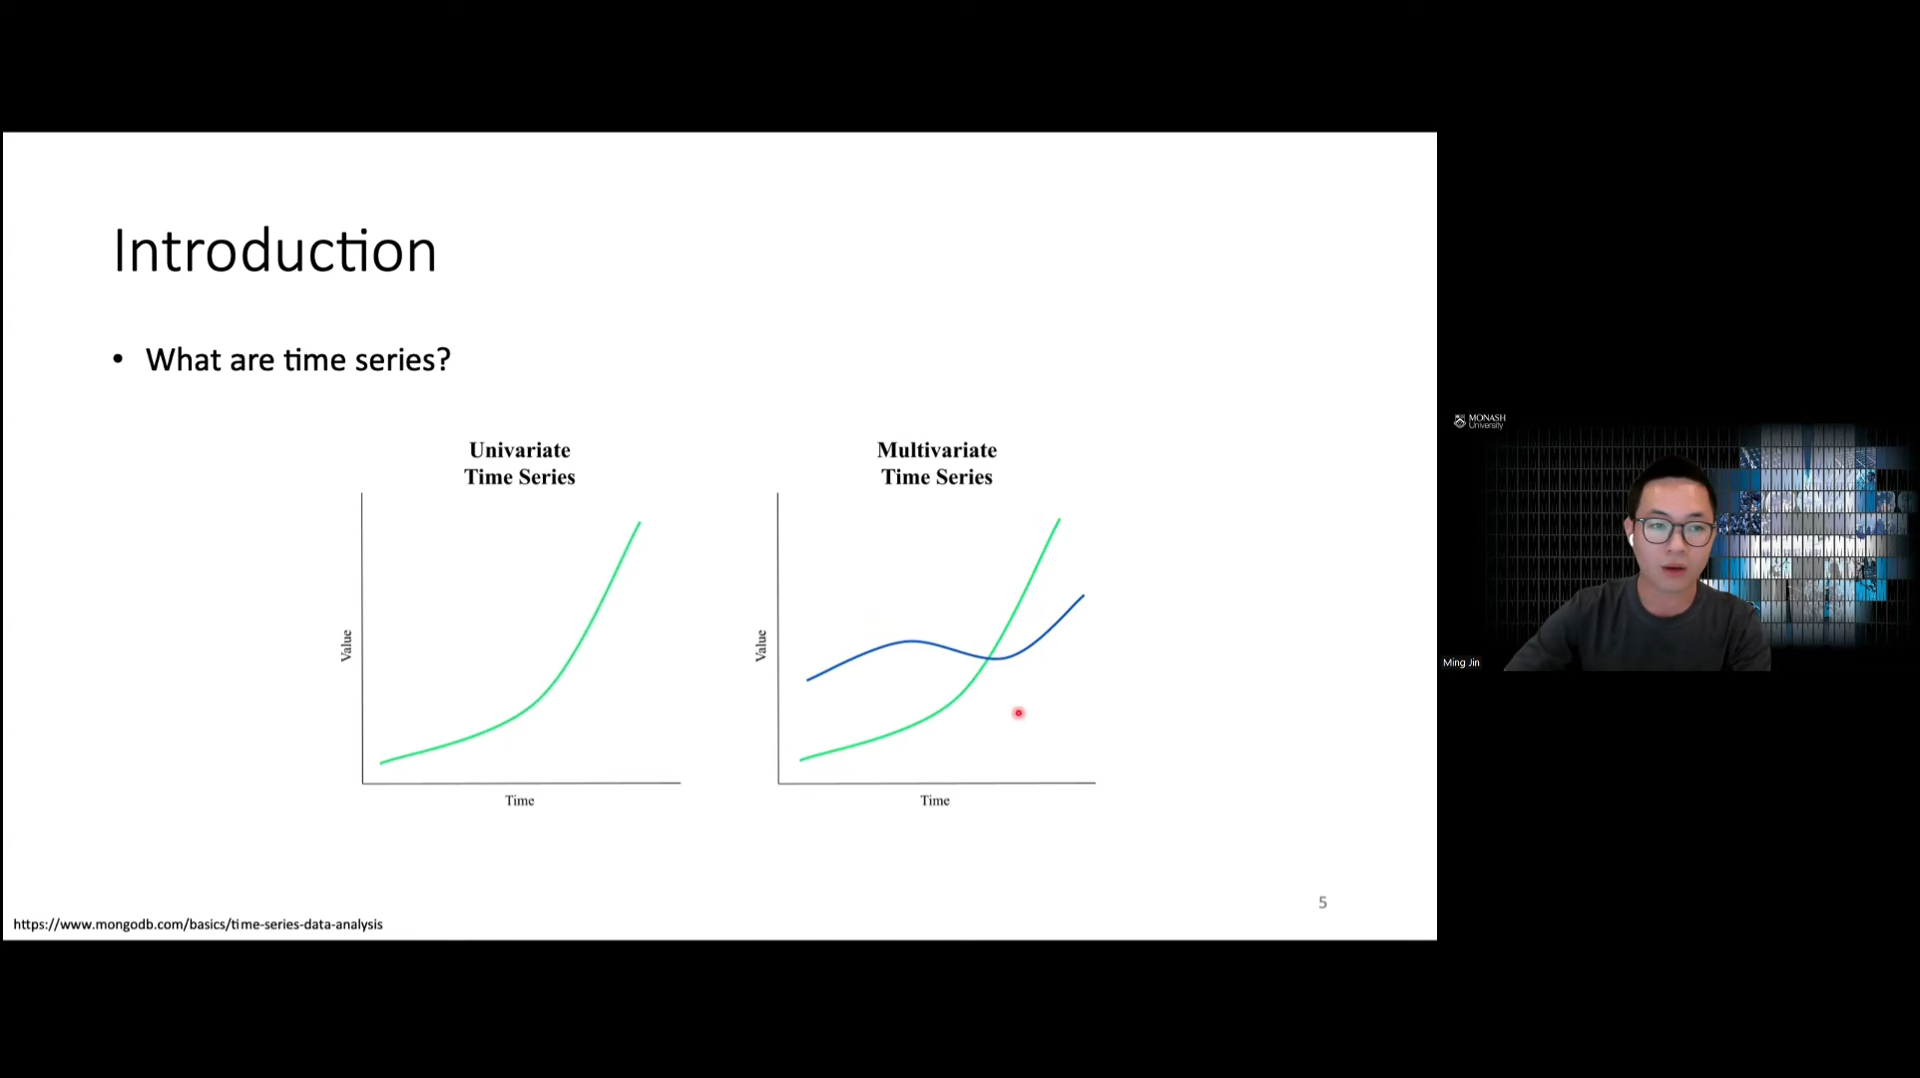 Introduction
• What are time series?
Univariate
Time Series
Value
Time
Multivariate
Time Series
Value
Time
5
https://www.mongodb.com/basics/time-series-data-analysis
MONASH
University
Ming Jin